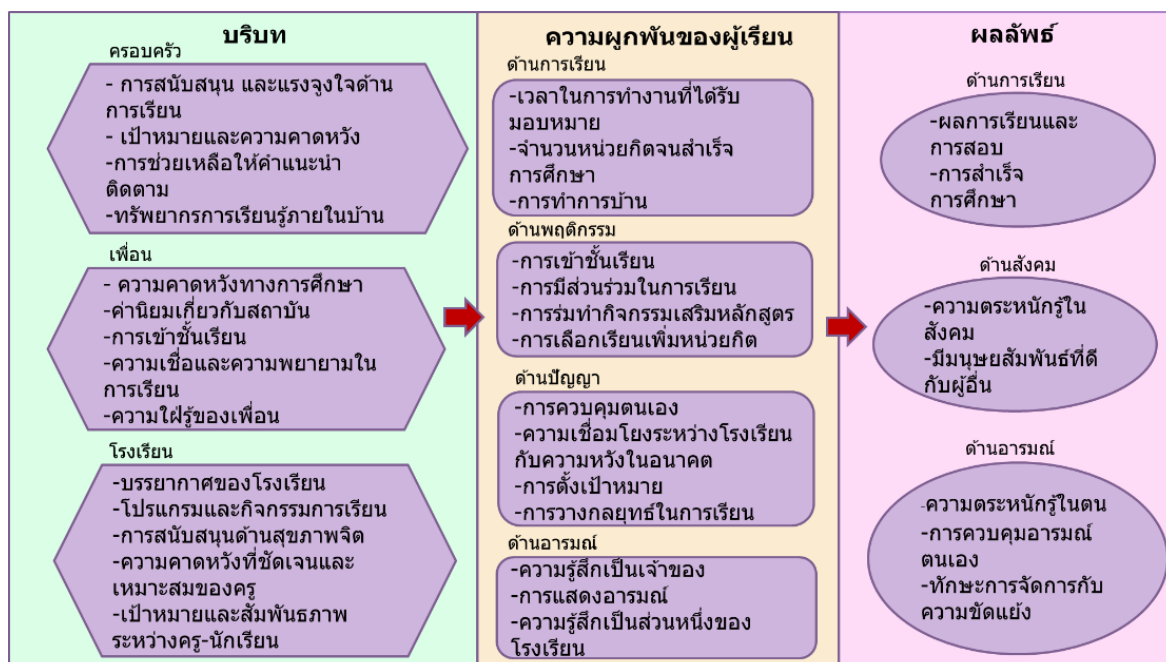 บริบท
ครอบครัว
- การสนับสนุน และแรงจูงใจด้าน
การเรียน
- เป้าหมายและความคาดหวัง
-การช่วยเหลือให้คำแนะนำ
ติดตาม
-ทรัพยากรการเรียนรู้ภายในบ้าน
เพื่อน
- ความคาดหวังทางการศึกษา
-ค่านิยมเกี่ยวกับสถาบัน
-การเข้าชั้นเรียน
-ความเชื่อและความพยายามใน
การเรียน
-ความใฝ่รู้ของเพื่อน
โรงเรียน
-บรรยากาศของโรงเรียน
-โปรแกรมและกิจกรรมการเรียน
-การสนับสนุนด้านสุขภาพจิต
-ความคาดหวังที่ชัดเจนและ
เหมาะสมของครู
-เป้าหมายและสัมพันธภาพ
ระหว่างครู-นักเรียน
ความผูกพันของผู้เรียน
ด้านการเรียน
-เวลาในการทำงานที่ได้รับ
มอบหมาย
-จำนวนหน่วยกิตจนสำเร็จ
การศึกษา
-การทำการบ้าน
ด้านพฤติกรรม
-การเข้าชั้นเรียน
-การมีส่วนร่วมในการเรียน
-การร่มทำกิจกรรมเสริมหลักสูตร
-การเลือกเรียนเพิ่มหน่วยกิต
ด้านปัญญา
-การควบคุมตนเอง
-ความเชื่อมโยงระหว่างโรงเรียน
กับความหวังในอนาคต
-การตั้งเป้าหมาย
-การวางกลยุทธ์ในการเรียน
ด้านอารมณ์
-ความรู้สึกเป็นเจ้าของ
-การแสดงอารมณ์
-ความรู้สึกเป็นส่วนหนึ่งของ
โรงเรียน
ผลลัพธ์
ด้านการเรียน
-ผลการเรียนและ
การสอบ
-การสำเร็จ
การศึกษา
ด้านสังคม
-ความตระหนักรู้ใน
สังคม
-มีมนุษยสัมพันธ์ที่ดี
กับผู้อื่น
ด้านอารมณ์
-ความตระหนักรู้ในตน
-การควบคุมอารมณ์
ตนเอง
-ทักษะการจัดการกับ
ความขัดแย้ง